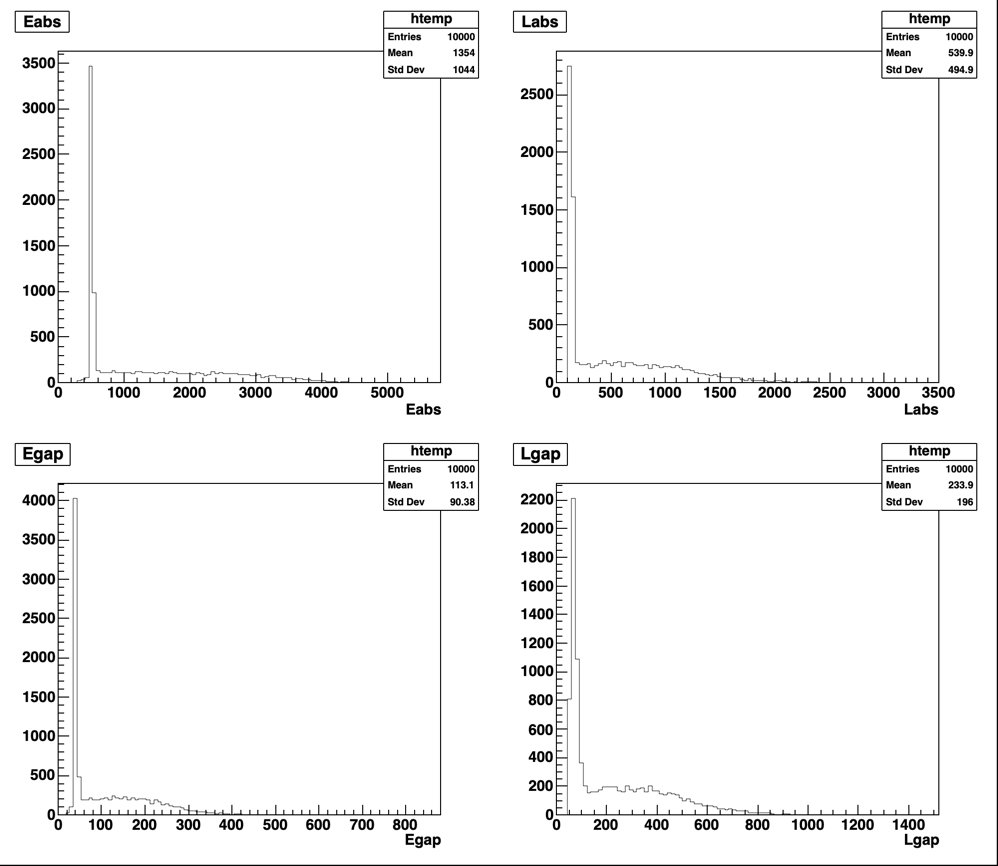 Eabs
htemp
Entries 10000
Mean 1354
Std Dev 1044
3500
3000
2500
2000
1500
1000
500
0
0 1000 2000 3000 4000 5000
Eabs
Labs
htemp
Entries 10000
Mean 539.9
Std Dev 494.9
2500
2000
1500
1000
500
0
0 500 1000 1500 2000 2500 3000 3500
Labs
Egap
htemp
Entries 10000
Mean 113.1
Std Dev 90.38
4000
3500
3000
2500
2000
1500
1000
500
0
0 100 200 300 400 500 600 700 800
Egap
Lgap
htemp
Entries 10000
Mean 233.9
Std Dev 196
2200
2000
1800
1600
1400
1200
1000
800
600
400
200
0
0 200 400 600 800 1000 1200 1400
Lgap